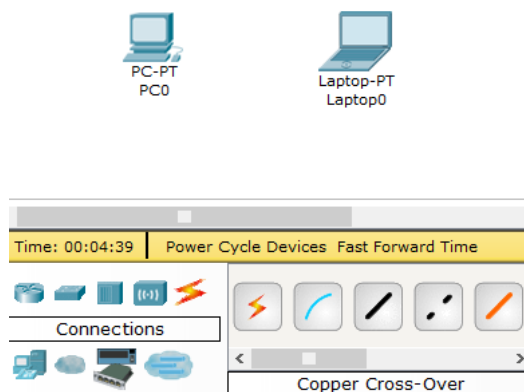 PC-PT
PC0
Laptop-PT
Laptop0
Time: 00:04:39 Power Cycle Devices Fast Forward Time
Connections
Copper Cross-Over